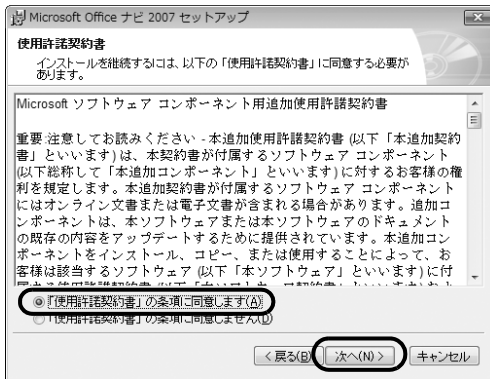 Microsoft Office ナビ 2007 セットアップ
使用許諾契約書
インストールを継続するには、以下の「使用許諾契約書」に同意する必要が
あります。
Microsoft ソフトウェア コンポーネント用追加使用許諾契約書
重要:注意してお読みください - 本追加使用許諾契約書 (以下「本追加契約
書」といいます) は、本契約書が付属するソフトウェア コンポーネント
(以下総称して「本追加コンポーネント」といいます) に対するお客様の権
利を規定します。本追加契約書が付属するソフトウェア コンポーネント
にはオンライン文書または電子文書が含まれる場合があります。追加コ
ンポーネントは、本ソフトウェアまたは本ソフトウェアのドキュメント
の既存の内容をアップデートするために提供されています。本追加コン
ポーネントをインストール、コピー、または使用することによって、お
客様は該当するソフトウェア (以下「本ソフトウェア」といいます) に付
「使用許諾契約書」の条項に同意します(A)
「使用許諾契約書」の条項に同意しません(D)
< 戻る(B)
次へ(N) >
キャンセル